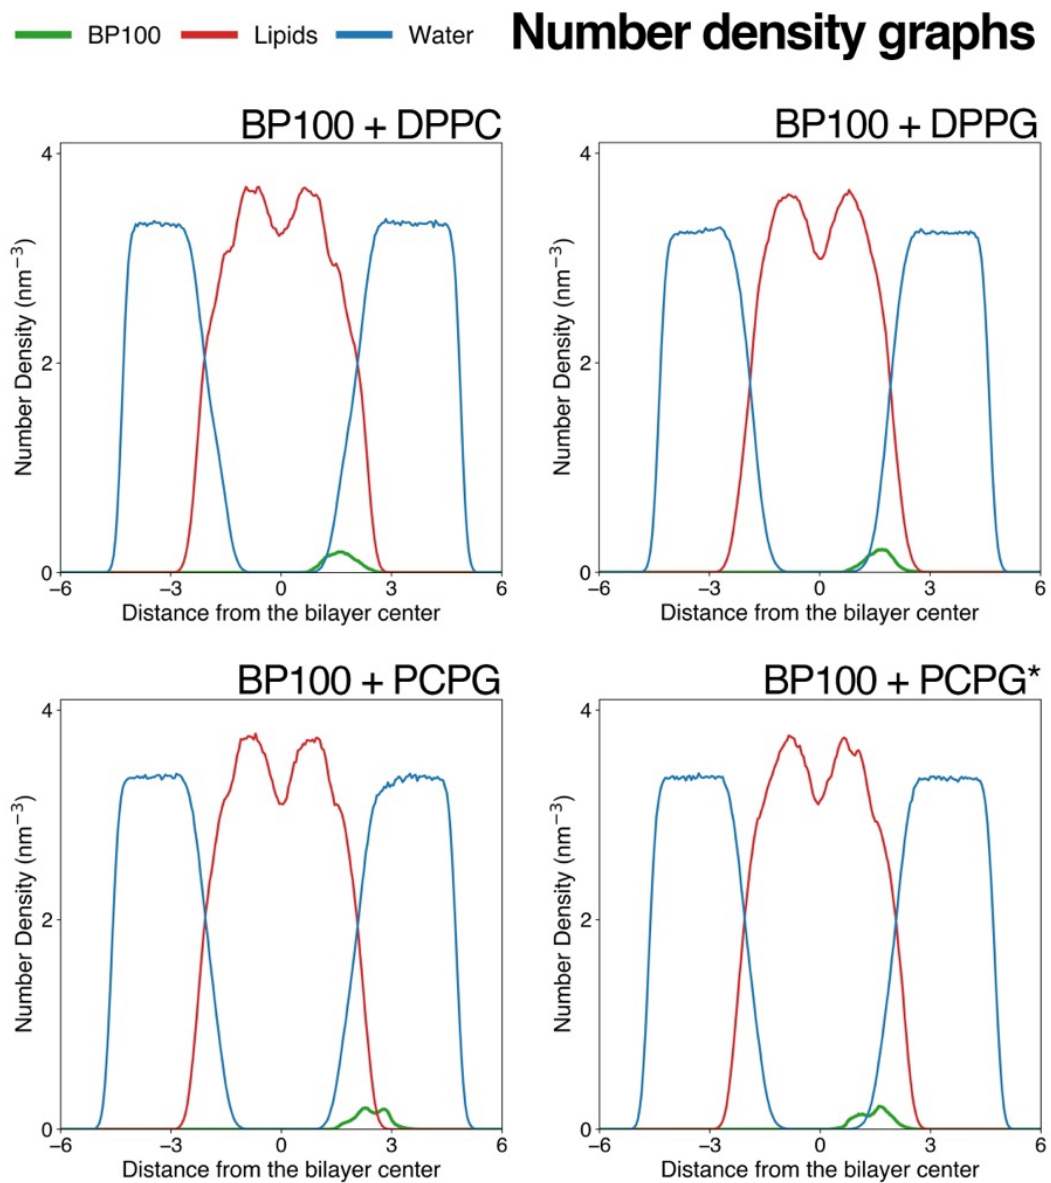 BP100 Lipids Water Number density graphs
BP100 + DPPC
4
2
0
−6 −3 0 3 6
Number Density (nm⁻³)
Distance from the bilayer center
BP100 + DPPG
4
2
0
−6 −3 0 3 6
Number Density (nm⁻³)
Distance from the bilayer center
BP100 + PCPG
4
2
0
−6 −3 0 3 6
Number Density (nm⁻³)
Distance from the bilayer center
BP100 + PCPG*
4
2
0
−6 −3 0 3 6
Number Density (nm⁻³)
Distance from the bilayer center